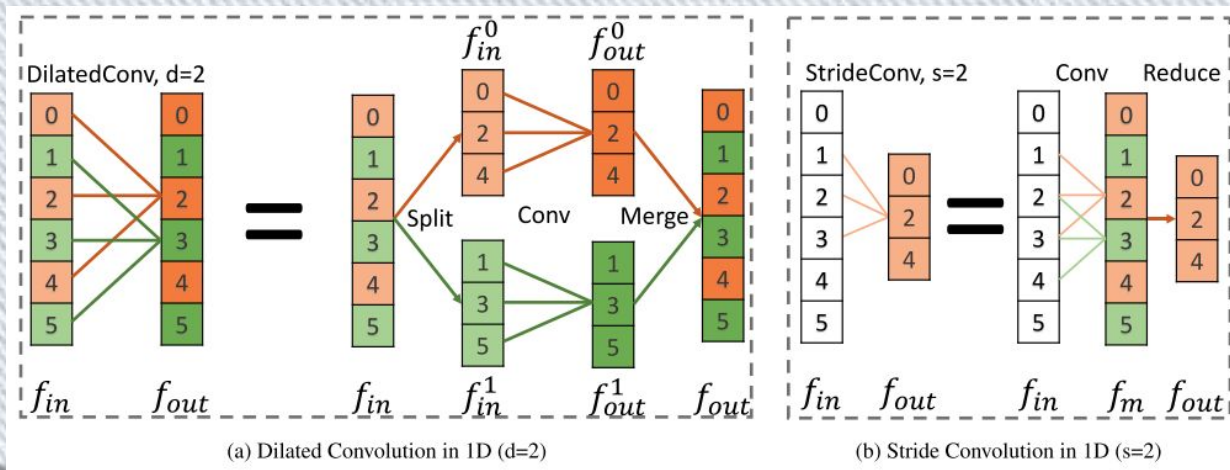 f_in^0 f_out^0
DilatedConv, d=2
0 0
1 1
2 2
3 3
4 4
5 5
f_in f_out
=
0
1
2
3
4
5
f_in
Split
0
2
4
1
3
5
f_in^1
Conv
0
2
4
1
3
5
f_out^1
Merge
0
1
2
3
4
5
f_out
(a) Dilated Convolution in 1D (d=2)
StrideConv, s=2
0
1
2
3
4
5
f_in
0
2
4
f_out
=
Conv Reduce
0
1
2
3
4
5
f_in
0
1
2
3
4
5
f_m
0
2
4
f_out
(b) Stride Convolution in 1D (s=2)